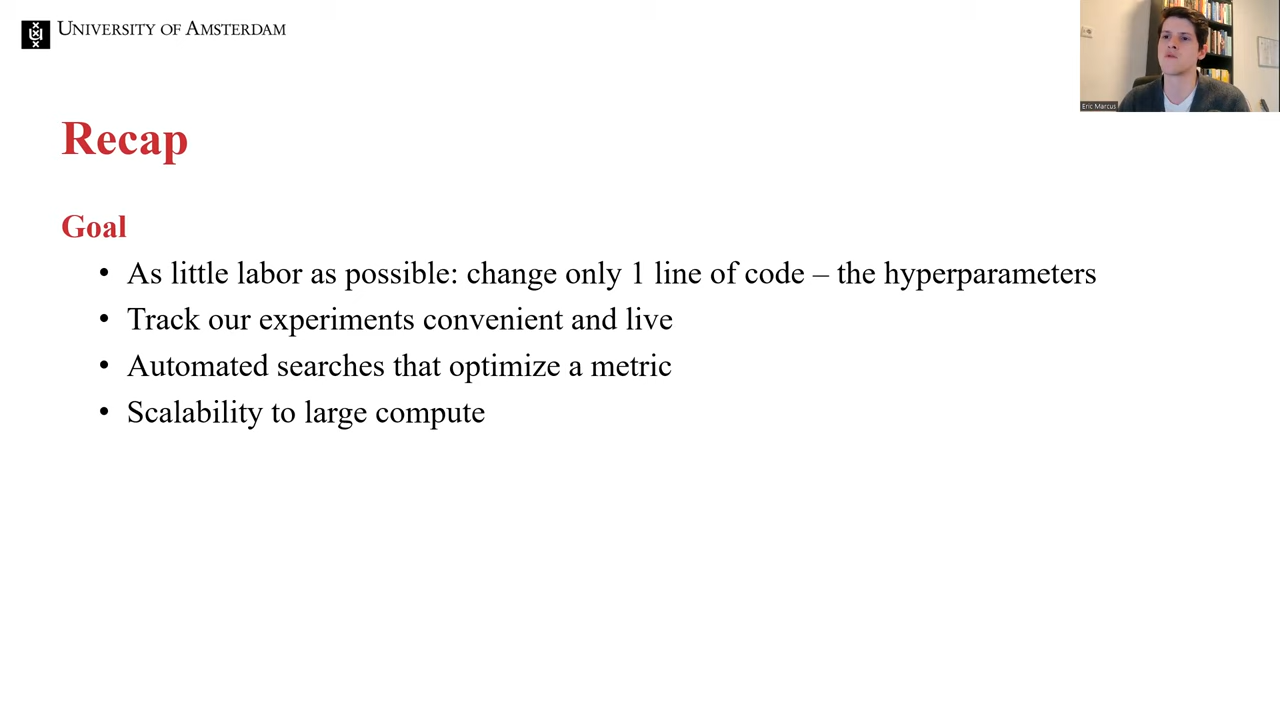 UNIVERSITY OF AMSTERDAM
Eric Marcus
Recap
Goal
• As little labor as possible: change only 1 line of code – the hyperparameters
• Track our experiments convenient and live
• Automated searches that optimize a metric
• Scalability to large compute